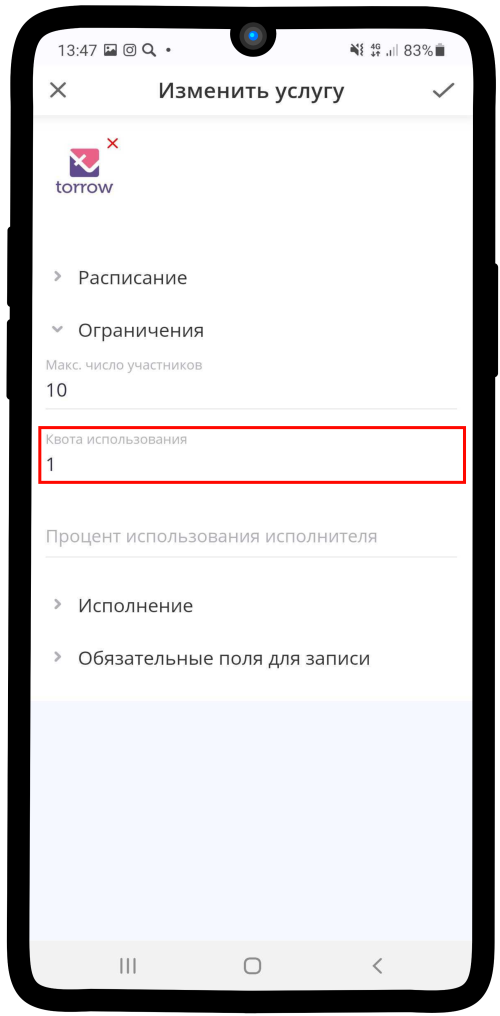 13:47 4G 83%
Изменить услугу
torrow
Расписание
Ограничения
Макс. число участников
10
Квота использования
1
Процент использования исполнителя
Исполнение
Обязательные поля для записи